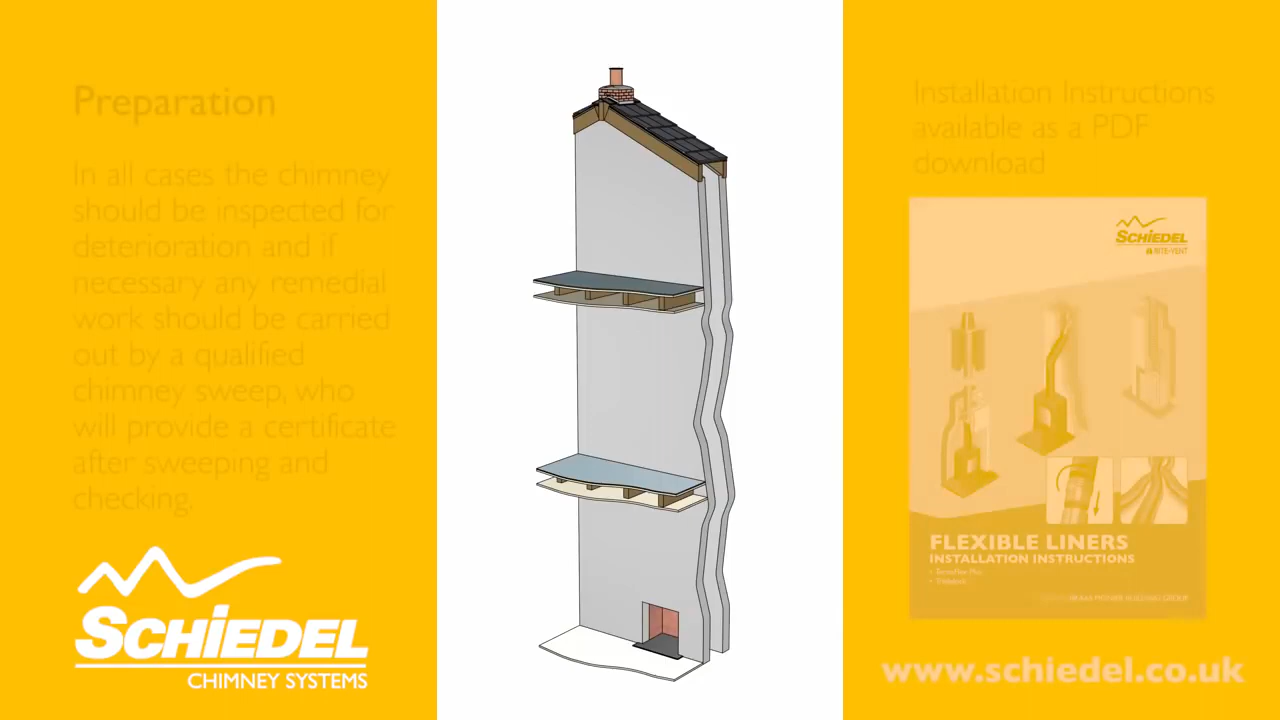 Preparation
In all cases the chimney
should be inspected for
deterioration and if
necessary any remedial
work should be carried
out by a qualified
chimney sweep, who
will provide a certificate
after sweeping and
checking.
SCHIEDEL
CHIMNEY SYSTEMS
Installation Instructions
available as a PDF
download
SCHIEDEL
RITE-VENT
FLEXIBLE LINERS
INSTALLATION INSTRUCTIONS
www.schiedel.co.uk